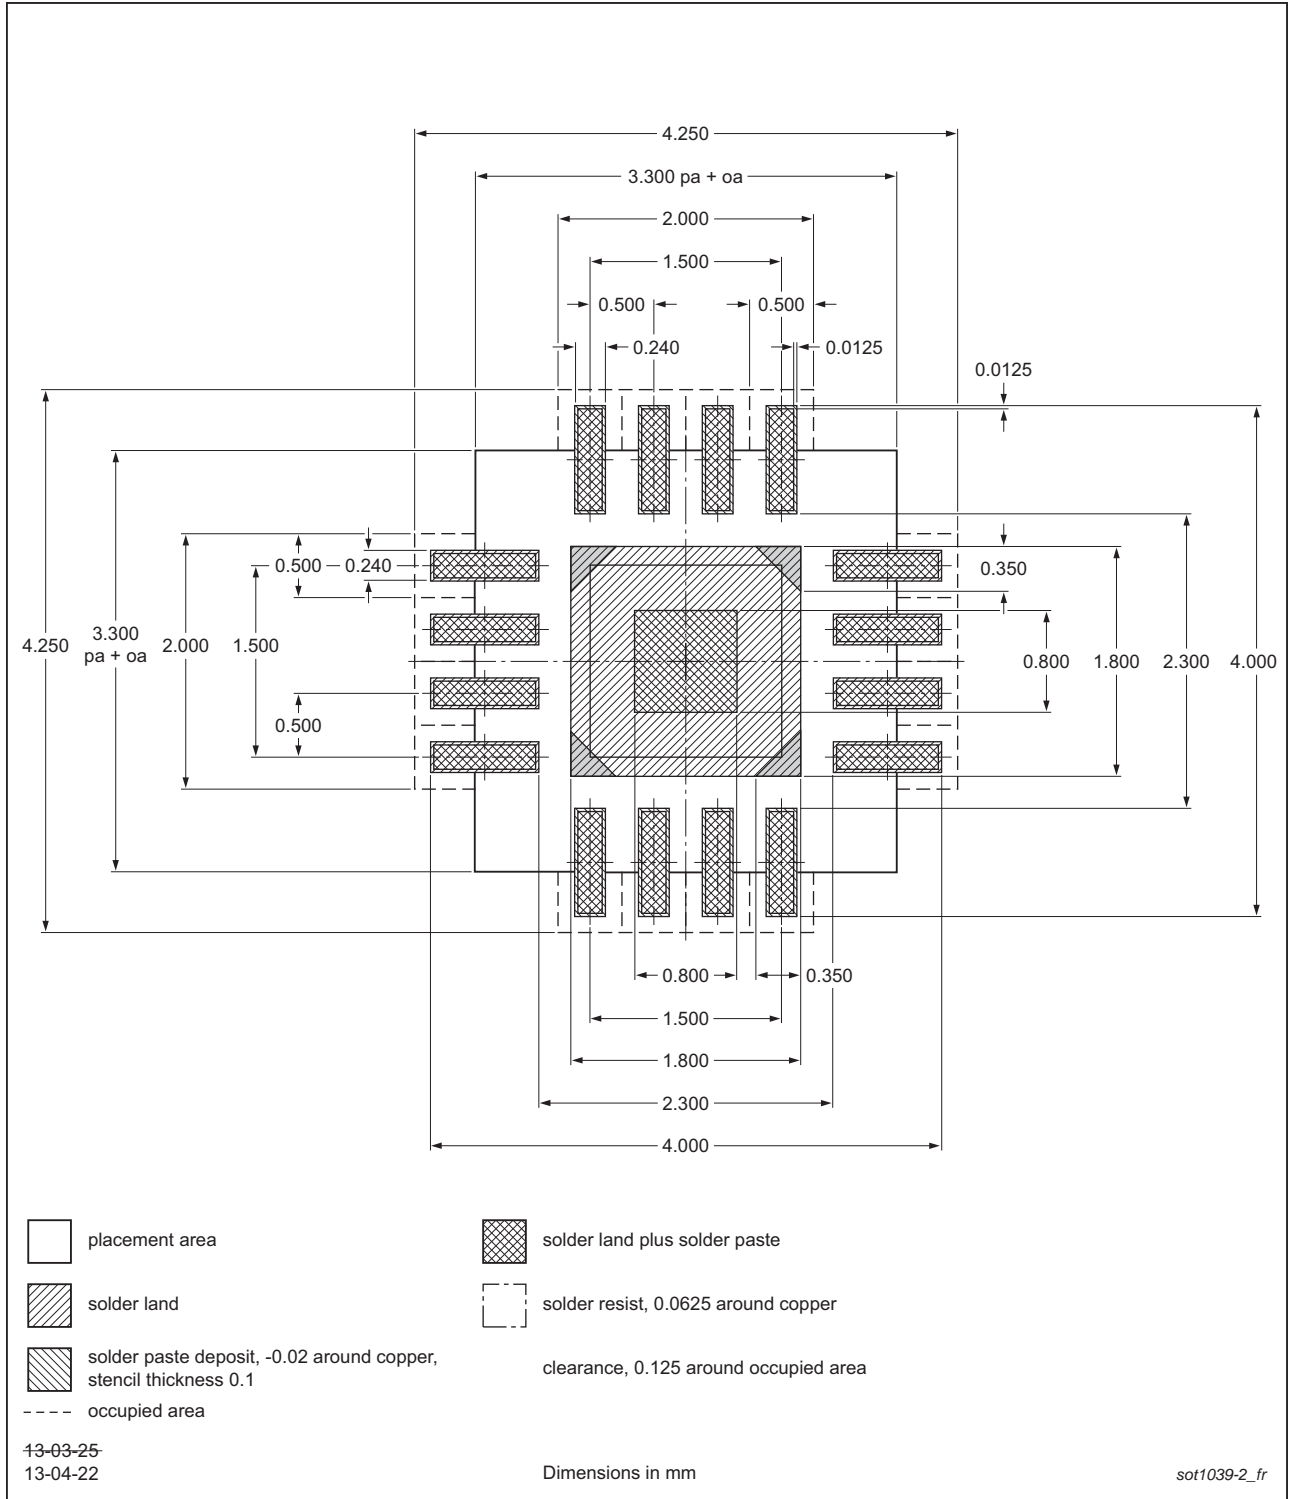 4.250
3.300 pa + oa
2.000
1.500
0.500
0.500
0.240
0.0125
0.0125
0.500
0.240
0.350
4.250
3.300
pa + oa
2.000
1.500
0.800
1.800
2.300
4.000
0.500
0.800
0.350
1.500
1.800
2.300
4.000
placement area
solder land plus solder paste
solder land
solder resist, 0.0625 around copper
solder paste deposit, -0.02 around copper,
stencil thickness 0.1
clearance, 0.125 around occupied area
occupied area
13-03-25
13-04-22
Dimensions in mm
sot1039-2_fr